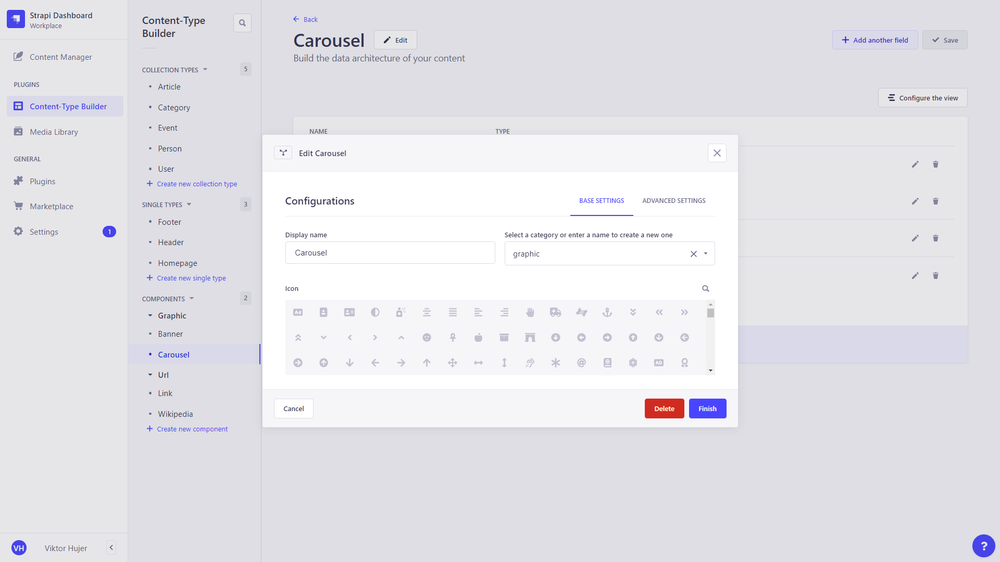 Strapi Dashboard
Workplace
Content Manager
PLUGINS
Content-Type Builder
Media Library
GENERAL
Plugins
Marketplace
Settings
1
VH
Viktor Hujer
Content-Type
Builder
COLLECTION TYPES
5
Article
Category
Event
Person
User
Create new collection type
SINGLE TYPES
3
Footer
Header
Homepage
Create new single type
COMPONENTS
2
Graphic
Banner
Carousel
Url
Link
Wikipedia
Create new component
Back
Carousel
Edit
Build the data architecture of your content
Add another field
Save
Configure the view
NAME
TYPE
Edit Carousel
Configurations
BASE SETTINGS
ADVANCED SETTINGS
Display name
Carousel
Select a category or enter a name to create a new one
graphic
Icon
Ad
AD
Cancel
Delete
Finish
?